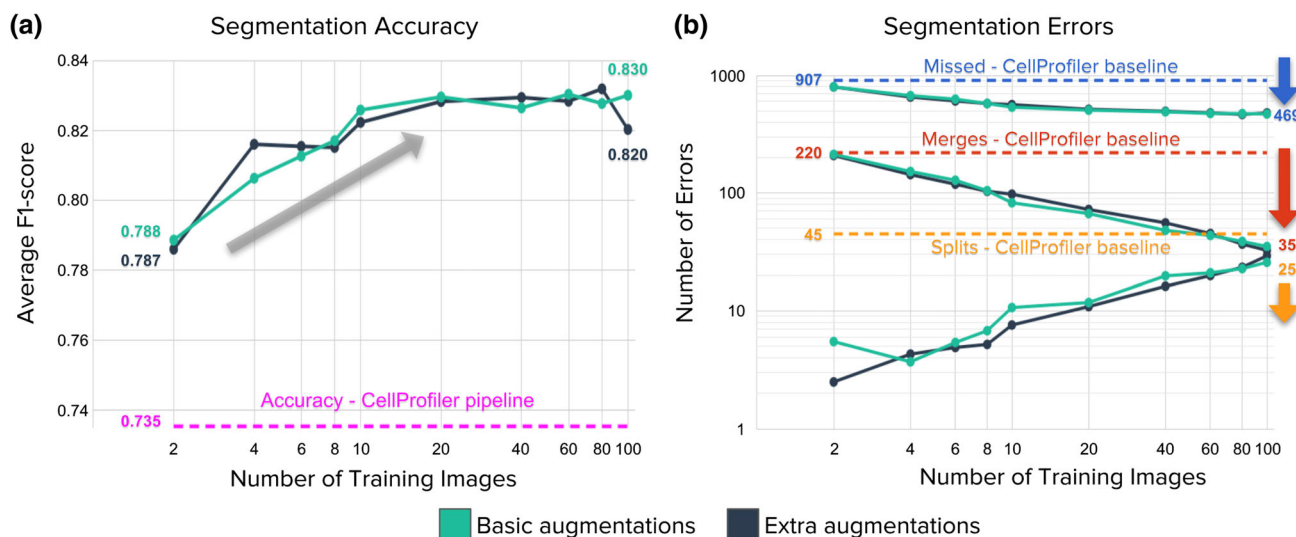 (a)
Segmentation Accuracy
0.84
0.82
0.80
0.78
0.76
0.74
Average F1-score
0.830
0.820
0.788
0.787
Accuracy - CellProfiler pipeline
0.735
2 4 6 8 10 20 40 60 80 100
Number of Training Images
(b)
Segmentation Errors
1000
100
10
1
Number of Errors
907
Missed - CellProfiler baseline
469
220
Merges - CellProfiler baseline
45
Splits - CellProfiler baseline
35
25
2 4 6 8 10 20 40 60 80 100
Number of Training Images
Basic augmentations
Extra augmentations